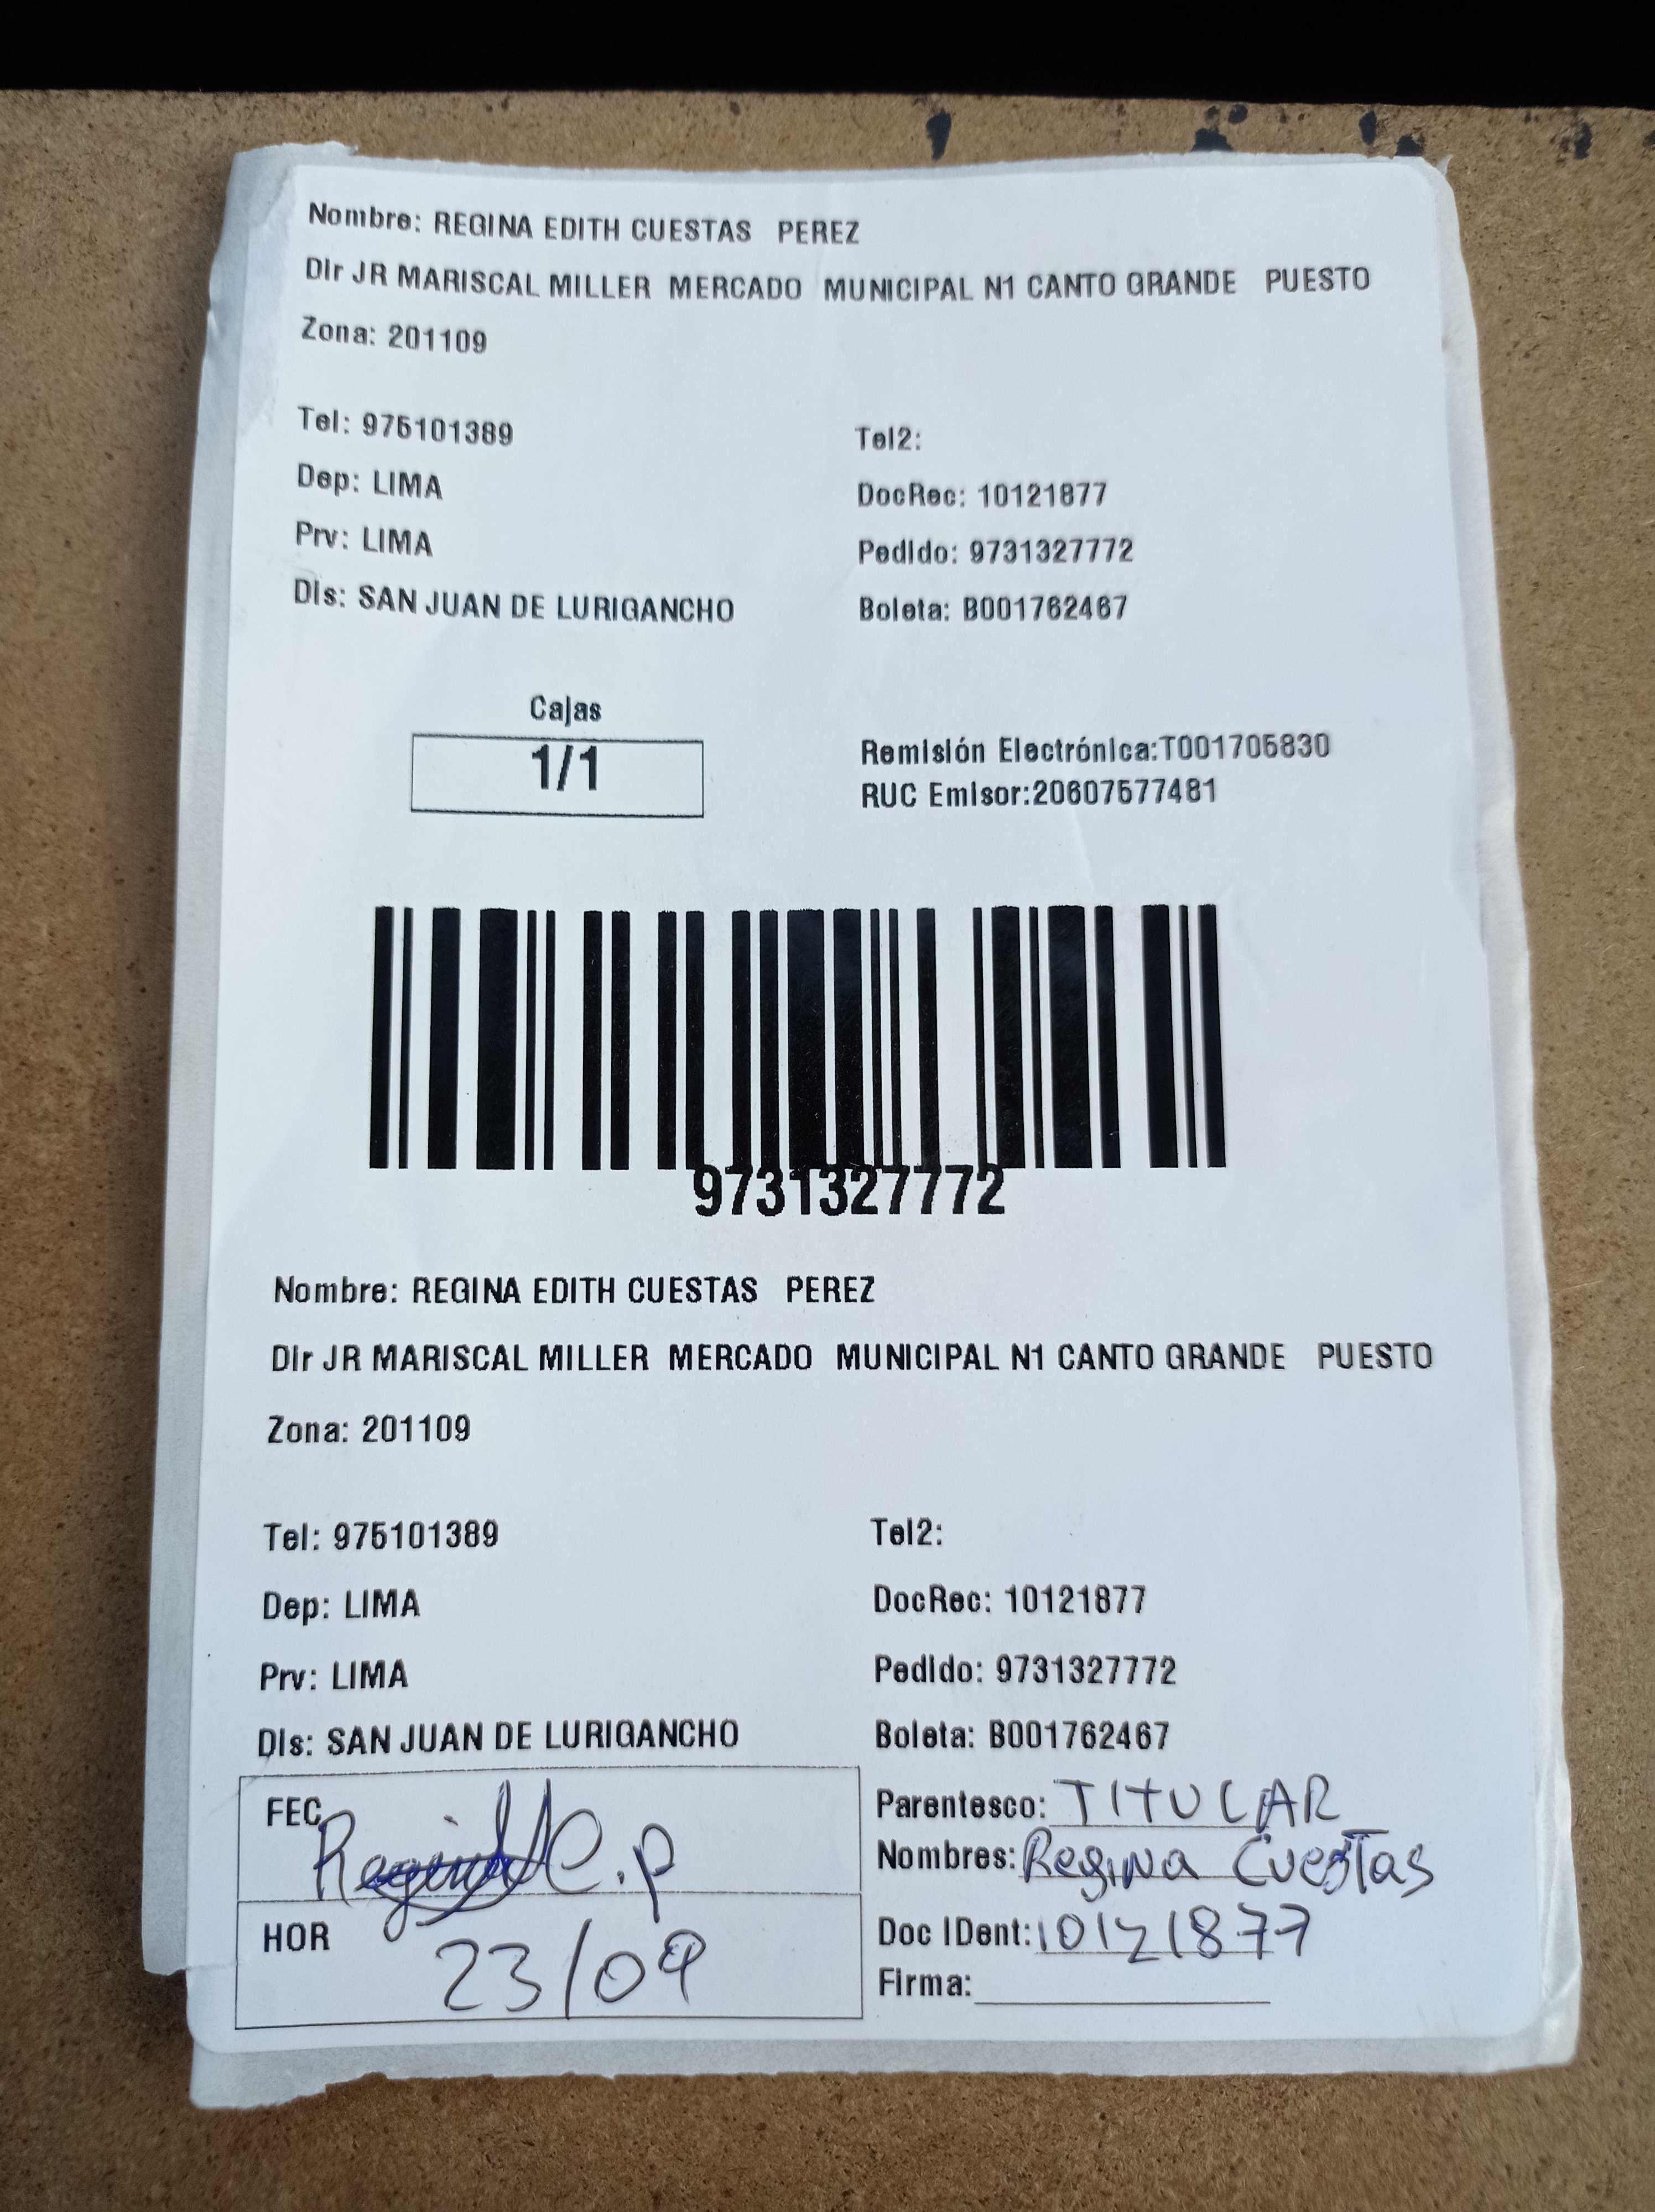 Nombre: REGINA EDITH CUESTAS PEREZ
Dir JR MARISCAL MILLER MERCADO MUNICIPAL N1 CANTO GRANDE PUESTO
Zona: 201109
Tel: 975101389
Tel2:
Dep: LIMA
DocRec: 10121877
Prv: LIMA
Pedido: 9731327772
Dis: SAN JUAN DE LURIGANCHO
Boleta: B001762467
Cajas
1/1
Remisión Electrónica:T001705830
RUC Emisor:20607577481
9731327772
Nombre: REGINA EDITH CUESTAS PEREZ
Dir JR MARISCAL MILLER MERCADO MUNICIPAL N1 CANTO GRANDE PUESTO
Zona: 201109
Tel: 975101389
Tel2:
Dep: LIMA
DocRec: 10121877
Prv: LIMA
Pedido: 9731327772
Dis: SAN JUAN DE LURIGANCHO
Boleta: B001762467
FEC
Regina C.P
HOR
23/09
Parentesco: TITULAR
Nombres: Regina Cuestas
Doc IDent: 10121877
Firma: